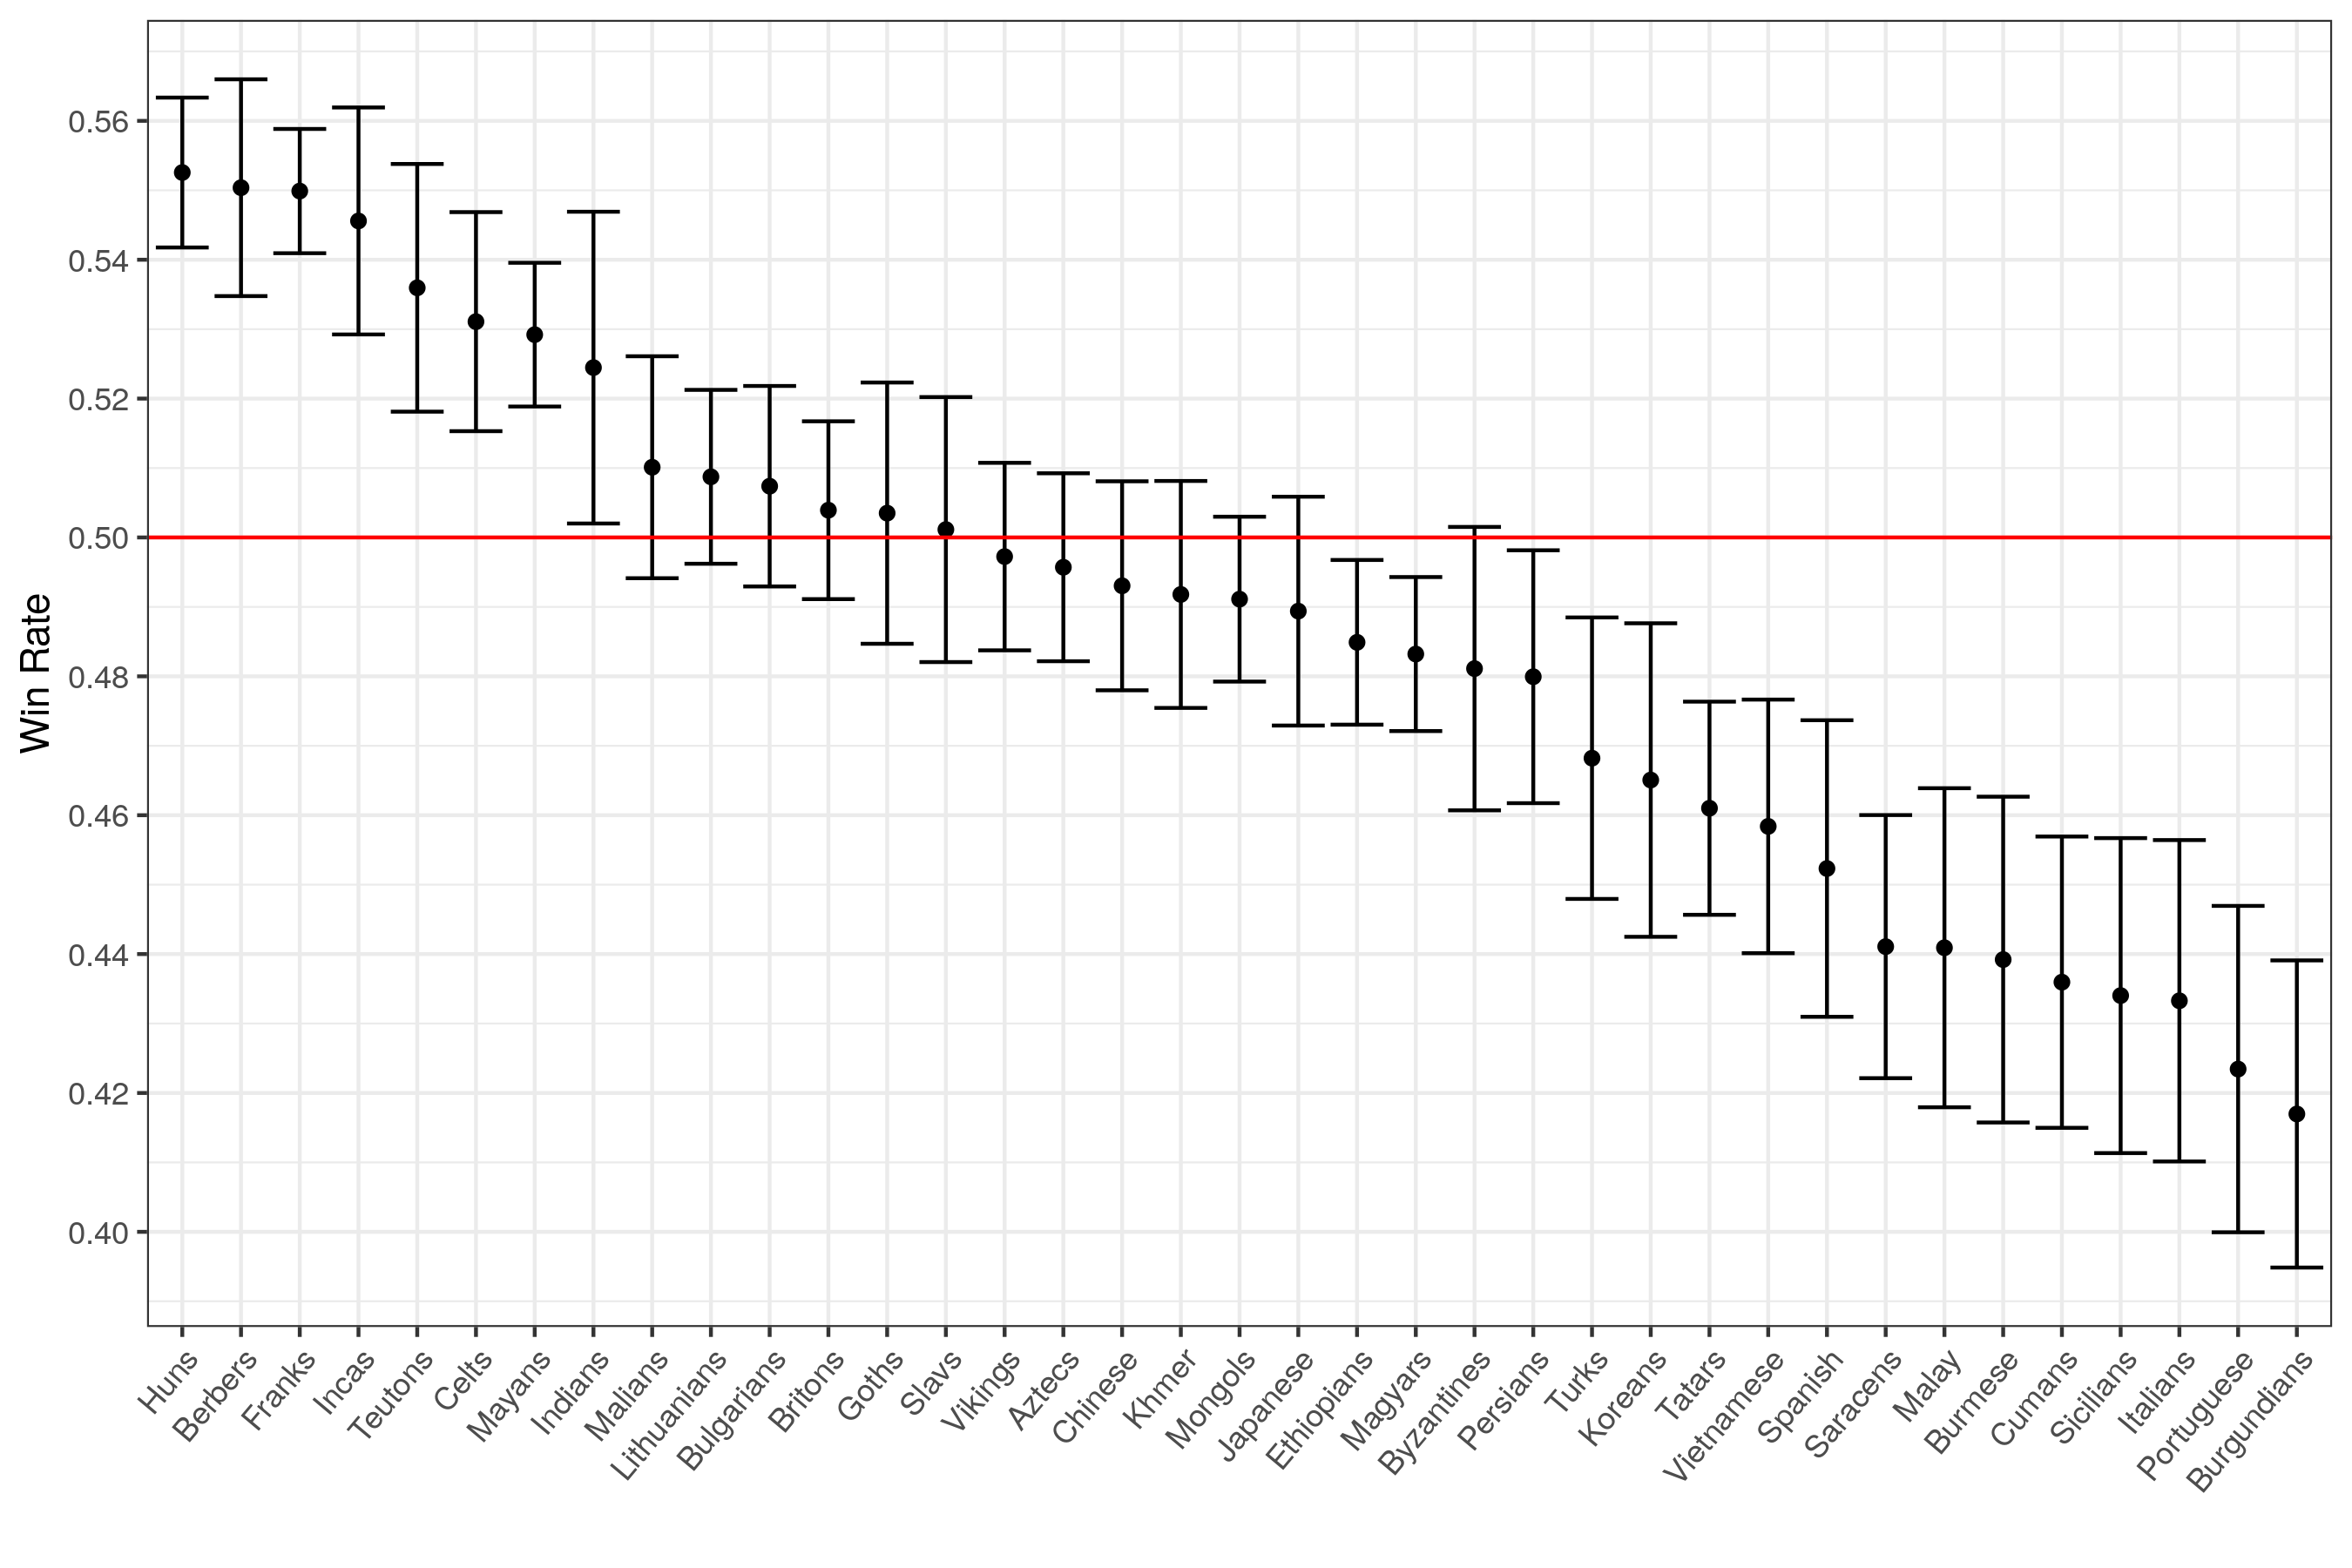 Win Rate
0.56
0.54
0.52
0.50
0.48
0.46
0.44
0.42
0.40
Huns
Berbers
Franks
Incas
Teutons
Celts
Mayans
Indians
Malians
Lithuanians
Bulgarians
Britons
Goths
Slavs
Vikings
Aztecs
Chinese
Khmer
Mongols
Japanese
Ethiopians
Magyars
Byzantines
Persians
Turks
Koreans
Tatars
Vietnamese
Spanish
Saracens
Malay
Burmese
Cumans
Sicilians
Italians
Portuguese
Burgundians